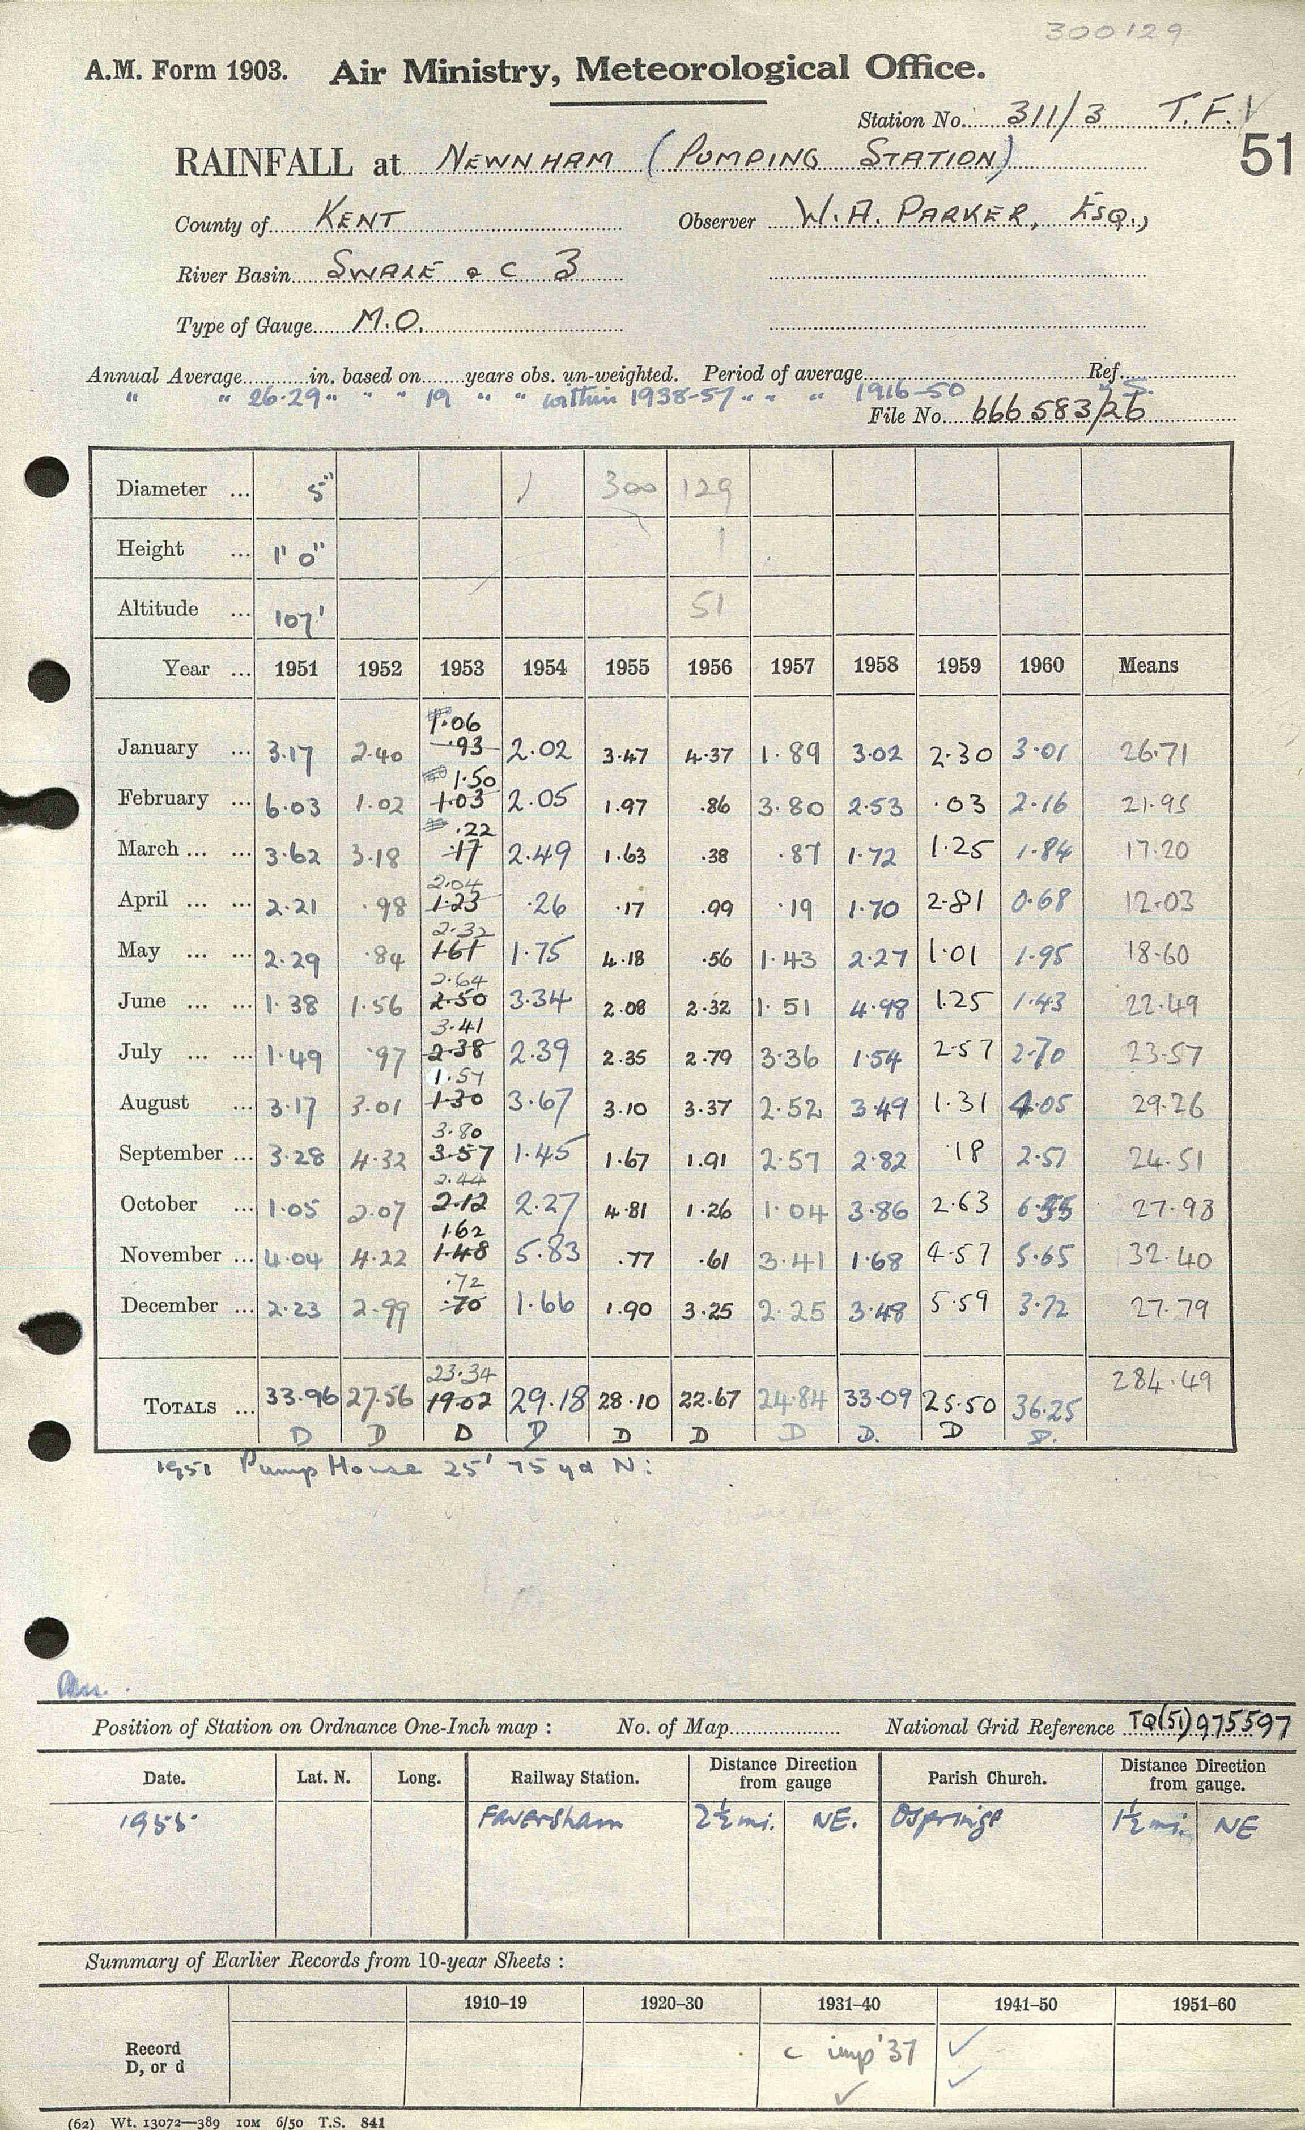 300129
A.M. Form 1903. Air Ministry, Meteorological Office.
Station No. 311/3 T.F.
51
RAINFALL at NEWNHAM (PUMPING STATION)
County of KENT Observer W.A. PARKER, ESQ.,
River Basin SWALE & C 3
Type of Gauge M.O.
Annual Average in. based on years obs. un-weighted. Period of average Ref.
" " 26.29 " " " 19 " " within 1938-57 " " " 1916-50 " S.
File No. 666583/26
Diameter ... 5" 300 129
Height ... 1' 0"
Altitude ... 107' 51
Year ... 1951 1952 1953 1954 1955 1956 1957 1958 1959 1960 Means
1.06
January ... 3.17 2.40 .93 2.02 3.47 4.37 1.89 3.02 2.30 3.01 26.71
1.50
February ... 6.03 1.02 1.03 2.05 1.97 .86 3.80 2.53 .03 2.16 21.95
.22
March ... ... 3.62 3.18 .17 2.49 1.63 .38 .87 1.72 1.25 1.84 17.20
2.04
April ... ... 2.21 .98 1.23 .26 .17 .99 .19 1.70 2.81 0.68 12.03
2.32
May ... ... 2.29 .84 1.61 1.75 4.18 .56 1.43 2.27 1.01 1.95 18.60
2.64
June ... ... 1.38 1.56 2.50 3.34 2.08 2.32 1.51 4.98 1.25 1.43 22.49
3.41
July ... ... 1.49 .97 2.38 2.39 2.35 2.79 3.36 1.54 2.57 2.70 23.57
1.57
August ... 3.17 3.01 1.30 3.67 3.10 3.37 2.52 3.49 1.31 4.05 29.26
3.80
September ... 3.28 4.32 3.57 1.45 1.67 1.91 2.57 2.82 .18 2.51 24.51
2.44
October ... 1.05 2.07 2.12 2.27 4.81 1.26 1.04 3.86 2.63 6.55 27.98
1.62
November ... 4.04 4.22 1.48 5.83 .77 .61 3.41 1.68 4.57 5.65 32.40
.72
December ... 2.23 2.99 .70 1.66 1.90 3.25 2.25 3.48 5.59 3.72 27.79
23.34
TOTALS ... 33.96 27.56 19.02 29.18 28.10 22.67 24.84 33.09 25.50 36.25 284.49
D D D D D D D D. D D.
1951 Pump House 25' 75 yd N:
Position of Station on Ordnance One-Inch map : No. of Map National Grid Reference TQ(51)975597
Date. Lat. N. Long. Railway Station. Distance Direction from gauge Parish Church. Distance Direction from gauge.
1955 Faversham 2½ mi. NE. Ospringe 1½ mi. NE
Summary of Earlier Records from 10-year Sheets :
1910–19 1920–30 1931–40 1941–50 1951–60
Record
D, or d
c imp '37
(62) Wt. 13072—389 10M 6/50 T.S. 841